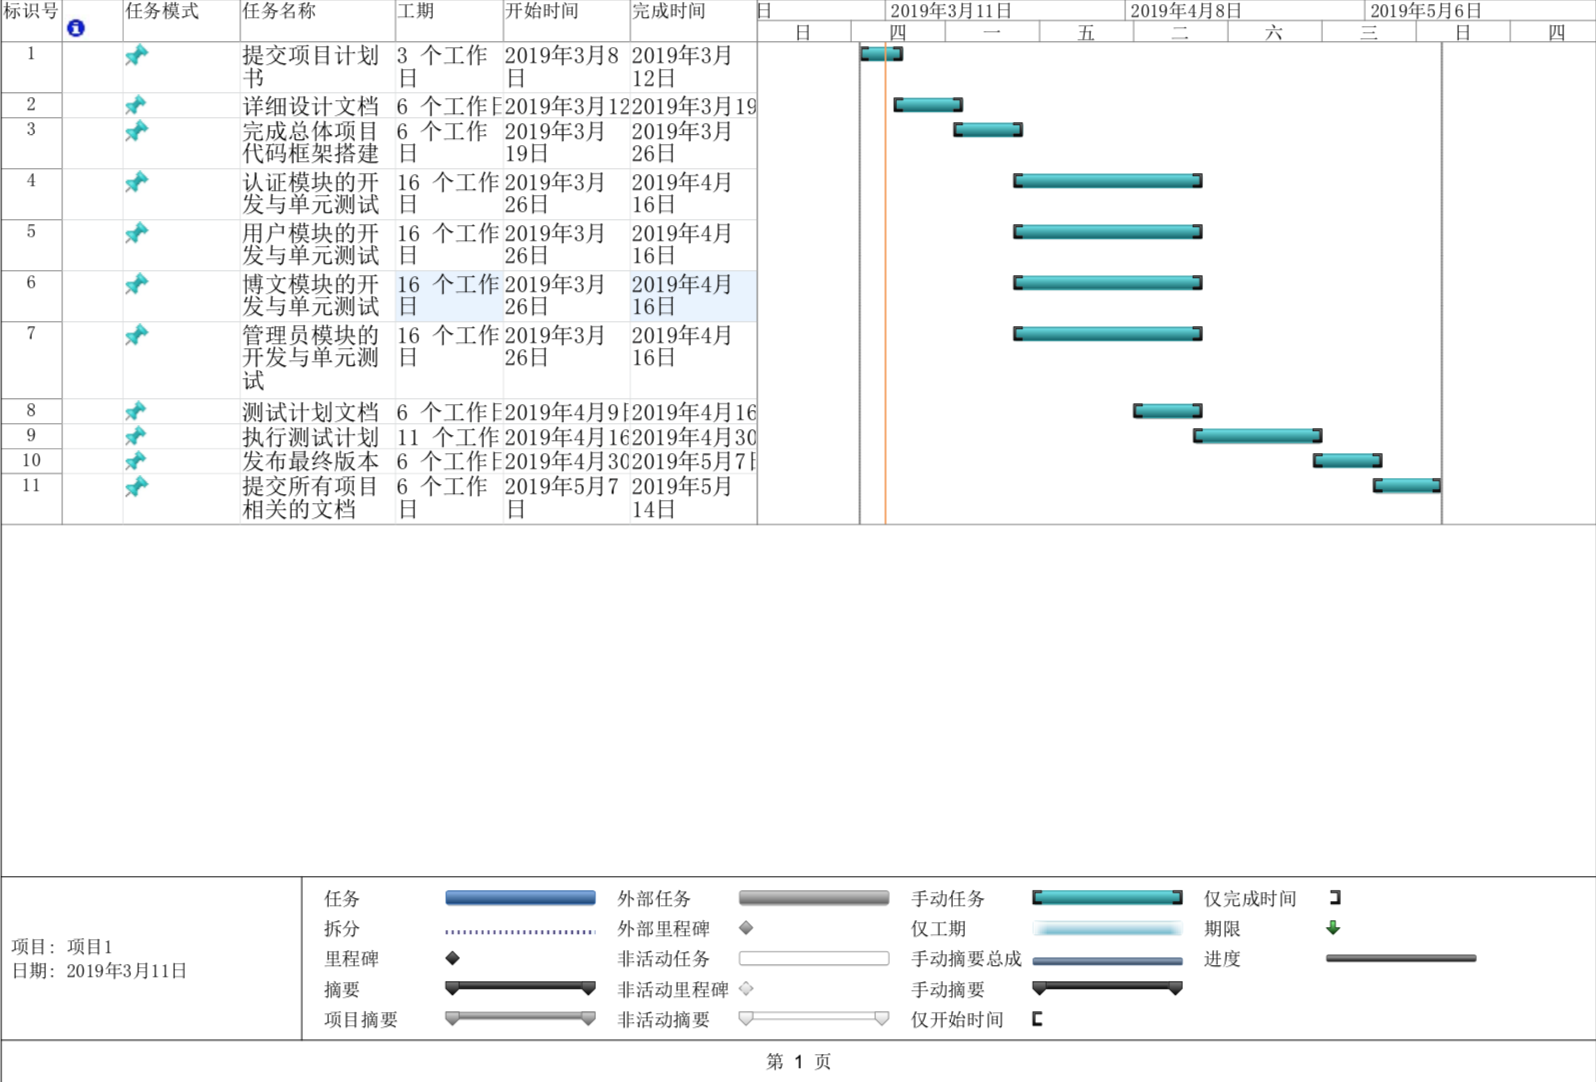 标识号 任务模式 任务名称 工期 开始时间 完成时间 日 2019年3月11日 2019年4月8日 2019年5月6日
日 四 一 五 二 六 三 日 四
1 提交项目计划 3 个工作 2019年3月8 2019年3月
书 日 日 12日
2 详细设计文档 6 个工作日 2019年3月12 2019年3月19
3 完成总体项目 6 个工作 2019年3月 2019年3月
代码框架搭建 日 19日 26日
4 认证模块的开 16 个工作 2019年3月 2019年4月
发与单元测试 日 26日 16日
5 用户模块的开 16 个工作 2019年3月 2019年4月
发与单元测试 日 26日 16日
6 博文模块的开 16 个工作 2019年3月 2019年4月
发与单元测试 日 26日 16日
7 管理员模块的 16 个工作 2019年3月 2019年4月
开发与单元测 日 26日 16日
试
8 测试计划文档 6 个工作日 2019年4月9日 2019年4月16
9 执行测试计划 11 个工作 2019年4月16 2019年4月30
10 发布最终版本 6 个工作日 2019年4月30 2019年5月7日
11 提交所有项目 6 个工作 2019年5月7 2019年5月
相关的文档 日 日 14日
项目: 项目1
日期: 2019年3月11日
任务 外部任务 手动任务 仅完成时间
拆分 外部里程碑 仅工期 期限
里程碑 非活动任务 手动摘要总成 进度
摘要 非活动里程碑 手动摘要
项目摘要 非活动摘要 仅开始时间
第 1 页